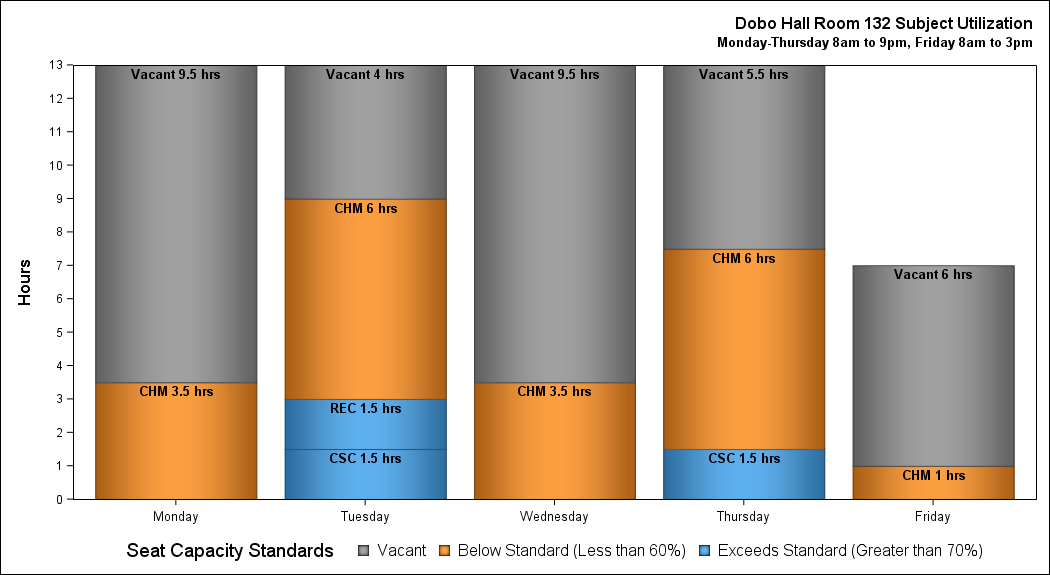 Dobo Hall Room 132 Subject Utilization
Monday-Thursday 8am to 9pm, Friday 8am to 3pm
Hours
13
12
11
10
9
8
7
6
5
4
3
2
1
0
Vacant 9.5 hrs
CHM 3.5 hrs
Vacant 4 hrs
CHM 6 hrs
REC 1.5 hrs
CSC 1.5 hrs
Vacant 9.5 hrs
CHM 3.5 hrs
Vacant 5.5 hrs
CHM 6 hrs
CSC 1.5 hrs
Vacant 6 hrs
CHM 1 hrs
Monday Tuesday Wednesday Thursday Friday
Seat Capacity Standards Vacant Below Standard (Less than 60%) Exceeds Standard (Greater than 70%)